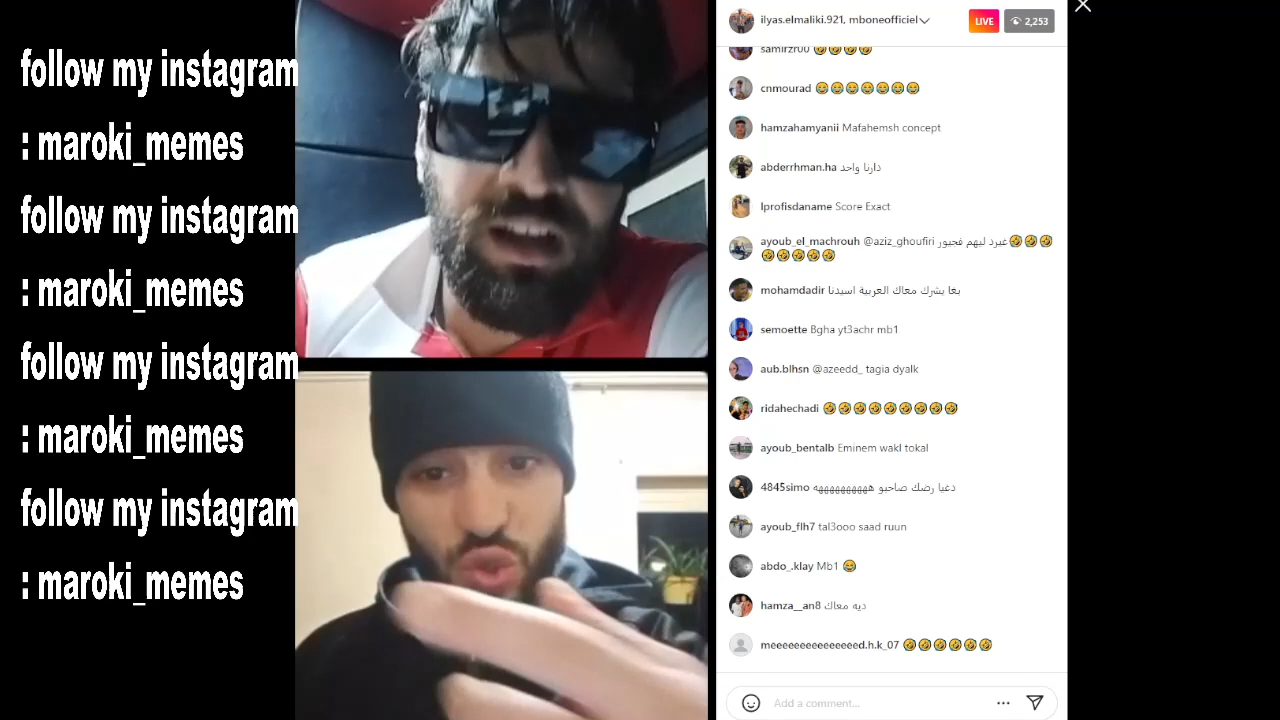 follow my instagram
: maroki_memes
follow my instagram
: maroki_memes
follow my instagram
: maroki_memes
follow my instagram
: maroki_memes
ilyas.elmaliki.921, mboneofficiel
LIVE 2,253
samirzr00 🤣🤣🤣🤣
cnmourad 😂😂😂😂😂😂😂
hamzahamyanii Mafahemsh concept
abderrhman.ha دارنا واحد
lprofisdaname Score Exact
ayoub_el_machrouh @aziz_ghoufiri غيرد ليهم فجيور🤣🤣🤣
🤣🤣🤣🤣🤣
mohamdadir بغا يشرك معاك العربية اسيدنا
semoette Bgha yt3achr mb1
aub.blhsn @azeedd_ tagia dyalk
ridahechadi 🤣🤣🤣🤣🤣🤣🤣🤣🤣
ayoub_bentalb Eminem wakl tokal
4845simo دغيا رضك صاحبو هههههههههههه
ayoub_flh7 tal3ooo saad ruun
abdo_.klay Mb1 😂
hamza__an8 ديه معاك
meeeeeeeeeeeeeeed.h.k_07 🤣🤣🤣🤣🤣🤣
Add a comment...